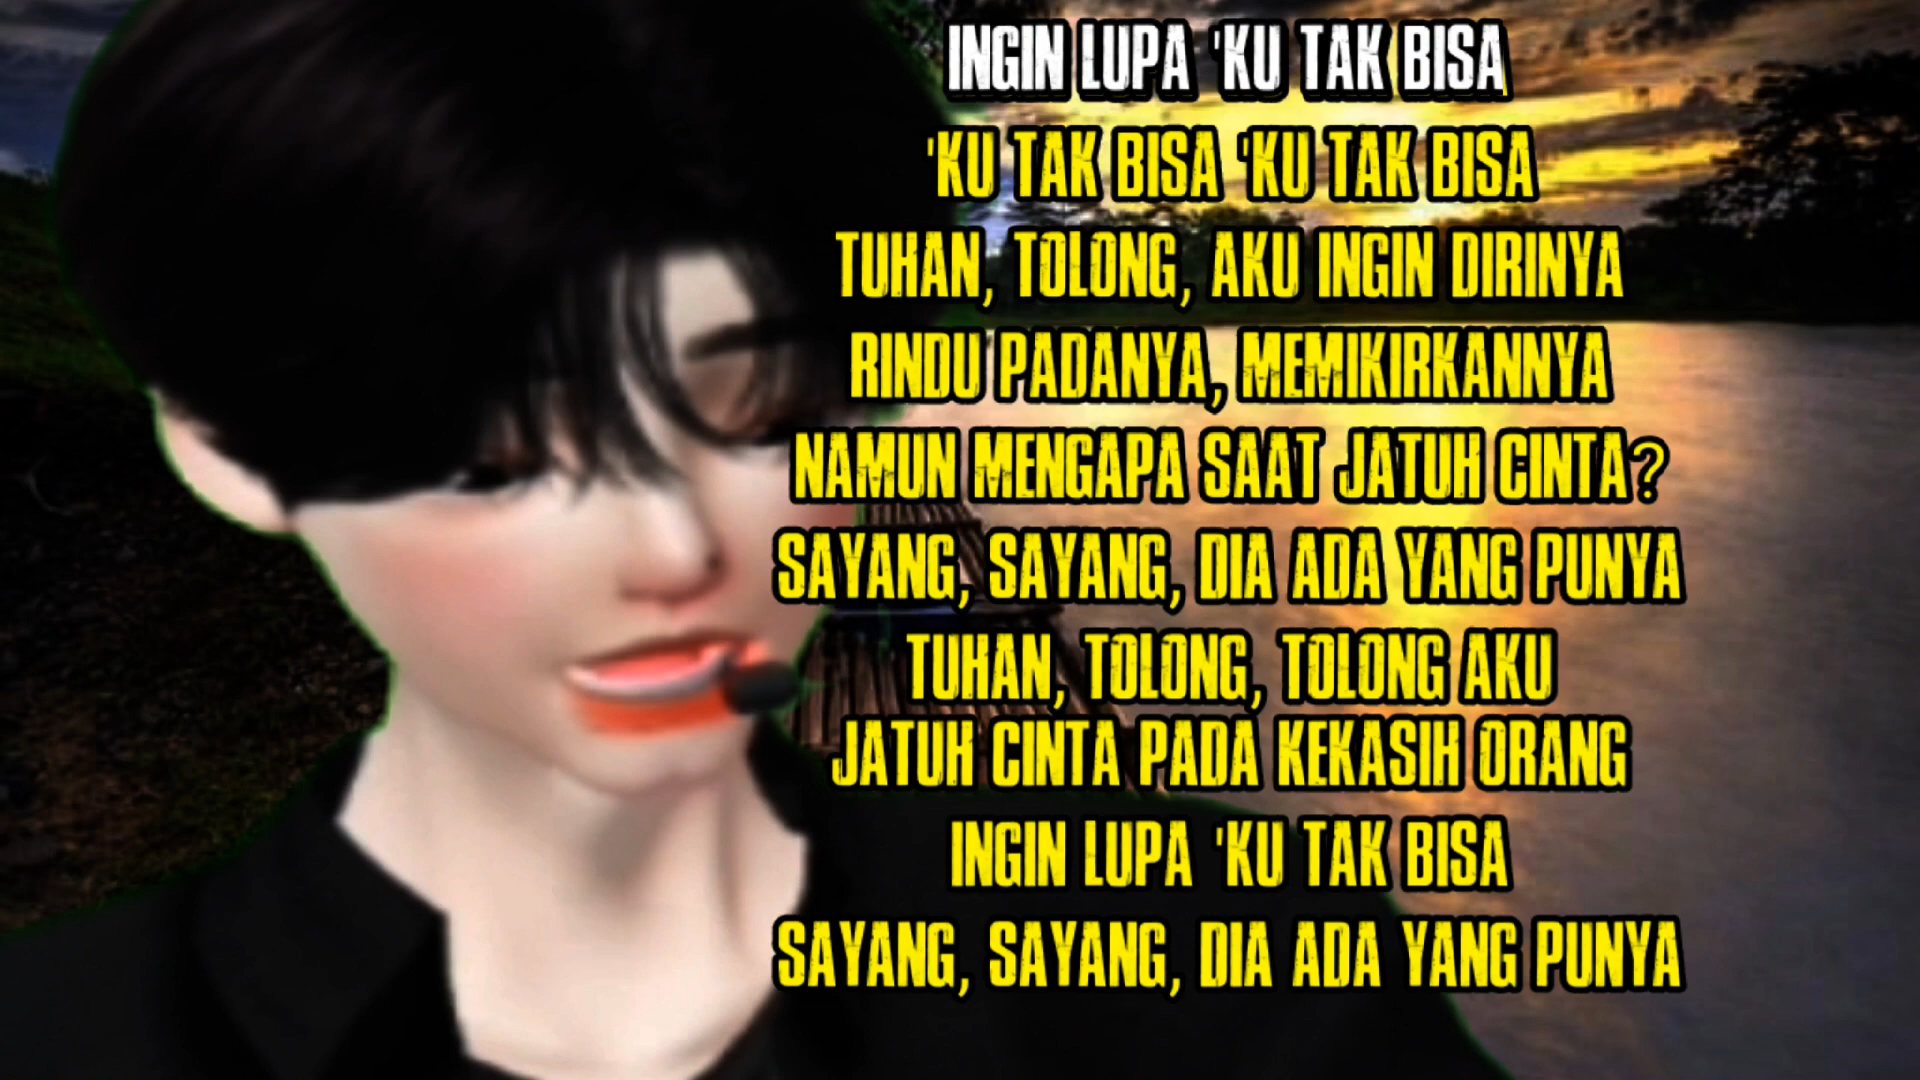 INGIN LUPA 'KU TAK BISA
'KU TAK BISA 'KU TAK BISA
TUHAN, TOLONG, AKU INGIN DIRINYA
RINDU PADANYA, MEMIKIRKANNYA
NAMUN MENGAPA SAAT JATUH CINTA?
SAYANG, SAYANG, DIA ADA YANG PUNYA
TUHAN, TOLONG, TOLONG AKU
JATUH CINTA PADA KEKASIH ORANG
INGIN LUPA 'KU TAK BISA
SAYANG, SAYANG, DIA ADA YANG PUNYA